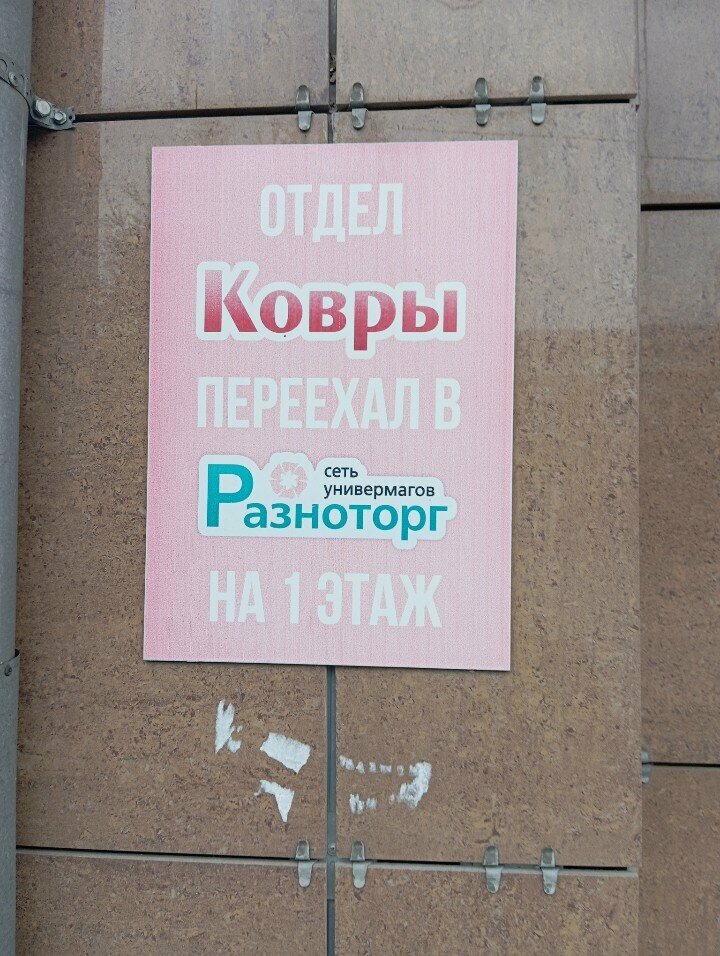 ОТДЕЛ
Ковры
ПЕРЕЕХАЛ В
сеть
универмагов
Разноторг
НА 1 ЭТАЖ